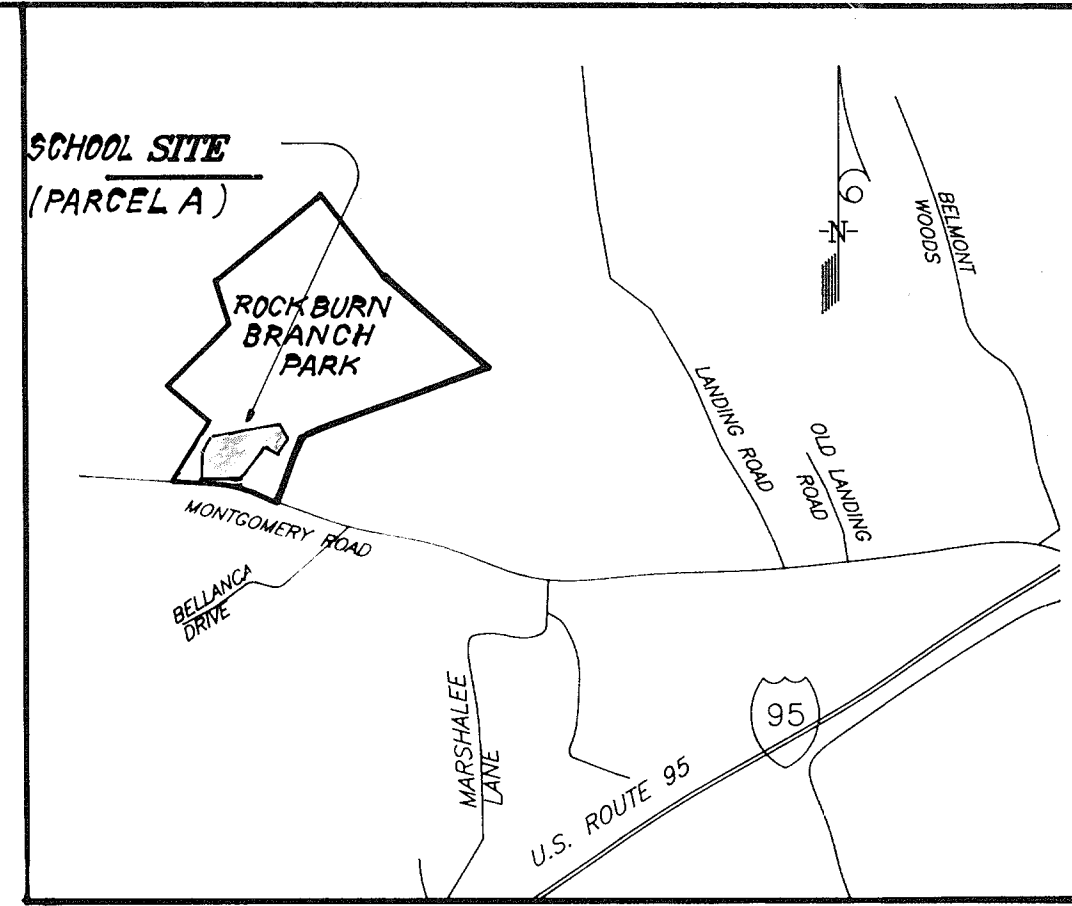 SCHOOL SITE
(PARCEL A)
ROCKBURN
BRANCH
PARK
N
BELMONT
WOODS
LANDING ROAD
OLD LANDING
ROAD
MONTGOMERY ROAD
BELLANCA
DRIVE
MARSHALEE
LANE
95
U.S. ROUTE 95